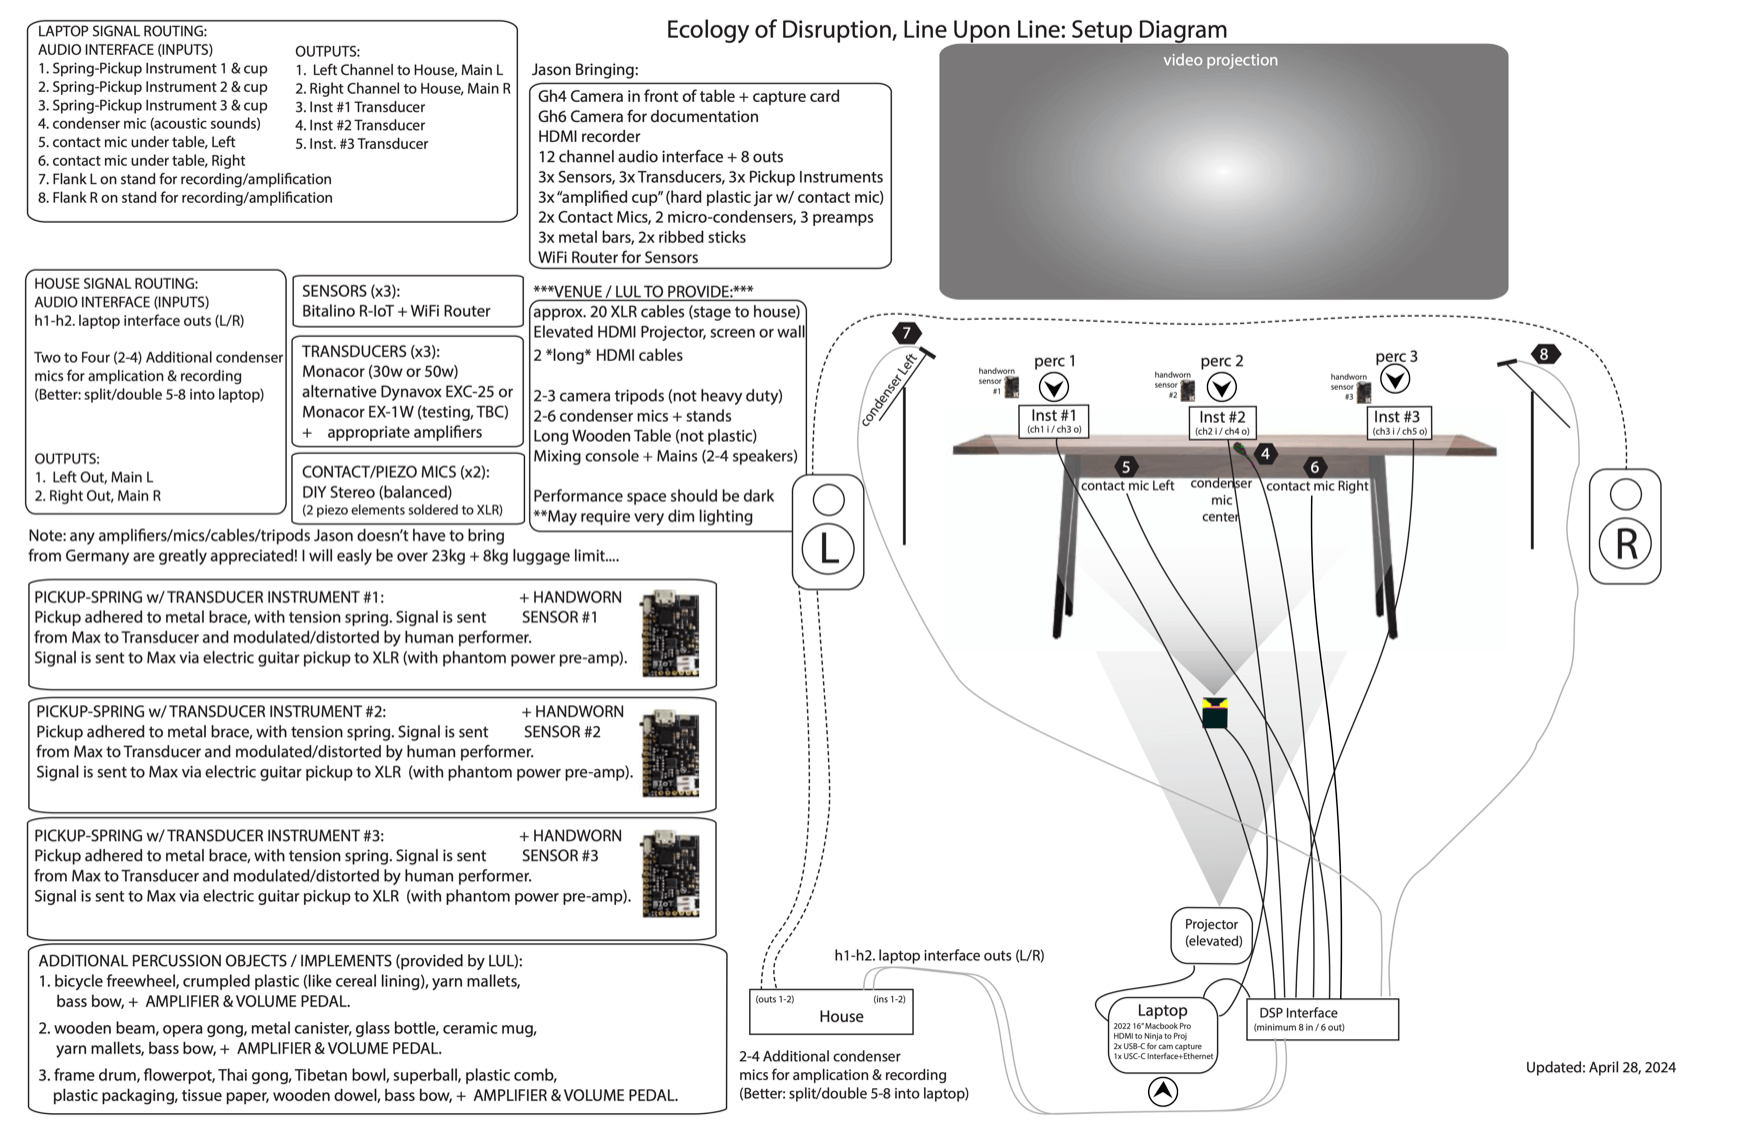 Ecology of Disruption, Line Upon Line: Setup Diagram
LAPTOP SIGNAL ROUTING:
AUDIO INTERFACE (INPUTS)
1. Spring-Pickup Instrument 1 & cup
2. Spring-Pickup Instrument 2 & cup
3. Spring-Pickup Instrument 3 & cup
4. condenser mic (acoustic sounds)
5. contact mic under table, Left
6. contact mic under table, Right
7. Flank L on stand for recording/amplification
8. Flank R on stand for recording/amplification
OUTPUTS:
1. Left Channel to House, Main L
2. Right Channel to House, Main R
3. Inst #1 Transducer
4. Inst #2 Transducer
5. Inst. #3 Transducer
Jason Bringing:
Gh4 Camera in front of table + capture card
Gh6 Camera for documentation
HDMI recorder
12 channel audio interface + 8 outs
3x Sensors, 3x Transducers, 3x Pickup Instruments
3x “amplified cup” (hard plastic jar w/ contact mic)
2x Contact Mics, 2 micro-condensers, 3 preamps
3x metal bars, 2x ribbed sticks
WiFi Router for Sensors
HOUSE SIGNAL ROUTING:
AUDIO INTERFACE (INPUTS)
h1-h2. laptop interface outs (L/R)
Two to Four (2-4) Additional condenser
mics for amplication & recording
(Better: split/double 5-8 into laptop)
OUTPUTS:
1. Left Out, Main L
2. Right Out, Main R
SENSORS (x3):
Bitalino R-IoT + WiFi Router
TRANSDUCERS (x3):
Monacor (30w or 50w)
alternative Dynavox EXC-25 or
Monacor EX-1W (testing, TBC)
+ appropriate amplifiers
CONTACT/PIEZO MICS (x2):
DIY Stereo (balanced)
(2 piezo elements soldered to XLR)
***VENUE / LUL TO PROVIDE:***
approx. 20 XLR cables (stage to house)
Elevated HDMI Projector, screen or wall
2 *long* HDMI cables
2-3 camera tripods (not heavy duty)
2-6 condenser mics + stands
Long Wooden Table (not plastic)
Mixing console + Mains (2-4 speakers)
Performance space should be dark
**May require very dim lighting
Note: any amplifiers/mics/cables/tripods Jason doesn’t have to bring
from Germany are greatly appreciated! I will easily be over 23kg + 8kg luggage limit....
PICKUP-SPRING w/ TRANSDUCER INSTRUMENT #1:
+ HANDWORN
SENSOR #1
Pickup adhered to metal brace, with tension spring. Signal is sent
from Max to Transducer and modulated/distorted by human performer.
Signal is sent to Max via electric guitar pickup to XLR (with phantom power pre-amp).
PICKUP-SPRING w/ TRANSDUCER INSTRUMENT #2:
+ HANDWORN
SENSOR #2
Pickup adhered to metal brace, with tension spring. Signal is sent
from Max to Transducer and modulated/distorted by human performer.
Signal is sent to Max via electric guitar pickup to XLR (with phantom power pre-amp).
PICKUP-SPRING w/ TRANSDUCER INSTRUMENT #3:
+ HANDWORN
SENSOR #3
Pickup adhered to metal brace, with tension spring. Signal is sent
from Max to Transducer and modulated/distorted by human performer.
Signal is sent to Max via electric guitar pickup to XLR (with phantom power pre-amp).
ADDITIONAL PERCUSSION OBJECTS / IMPLEMENTS (provided by LUL):
1. bicycle freewheel, crumpled plastic (like cereal lining), yarn mallets,
bass bow, + AMPLIFIER & VOLUME PEDAL.
2. wooden beam, opera gong, metal canister, glass bottle, ceramic mug,
yarn mallets, bass bow, + AMPLIFIER & VOLUME PEDAL.
3. frame drum, flowerpot, Thai gong, Tibetan bowl, superball, plastic comb,
plastic packaging, tissue paper, wooden dowel, bass bow, + AMPLIFIER & VOLUME PEDAL.
video projection
7
condenser Left
8
perc 1
perc 2
perc 3
handworn
sensor
#1
handworn
sensor
#2
handworn
sensor
#3
Inst #1
(ch1 i / ch3 o)
Inst #2
(ch2 i / ch4 o)
Inst #3
(ch3 i / ch5 o)
4
5
6
contact mic Left
condenser
mic
center
contact mic Right
L
R
Projector
(elevated)
h1-h2. laptop interface outs (L/R)
(outs 1-2)
(ins 1-2)
House
2-4 Additional condenser
mics for amplication & recording
(Better: split/double 5-8 into laptop)
Laptop
2022 16" Macbook Pro
HDMI to Ninja to Proj
2x USB-C for cam capture
1x USC-C Interface+Ethernet
DSP Interface
(minimum 8 in / 6 out)
Updated: April 28, 2024